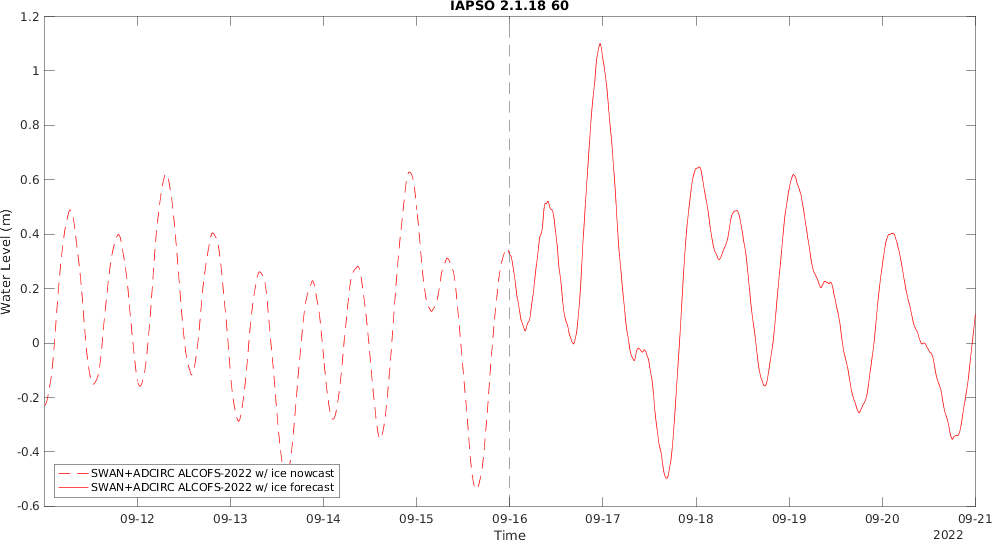 IAPSO 2.1.18 60
1.2
1
0.8
0.6
0.4
0.2
0
-0.2
-0.4
-0.6
Water Level (m)
SWAN+ADCIRC ALCOFS-2022 w/ ice nowcast
SWAN+ADCIRC ALCOFS-2022 w/ ice forecast
09-12 09-13 09-14 09-15 09-16 09-17 09-18 09-19 09-20 09-21
Time
2022